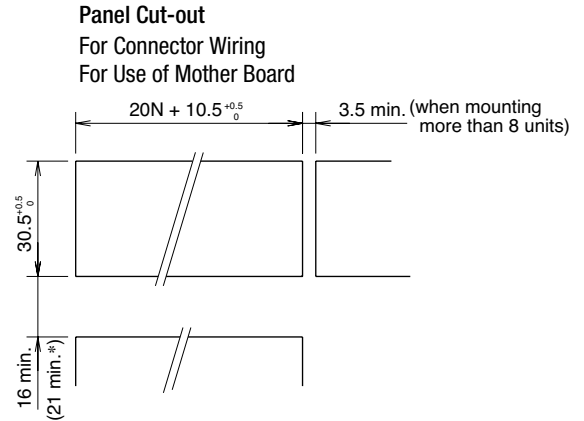 Panel Cut-out
For Connector Wiring
For Use of Mother Board
20N + 10.5 +0.5 0
3.5 min. (when mounting
more than 8 units)
30.5 +0.5 0
16 min.
(21 min.*)